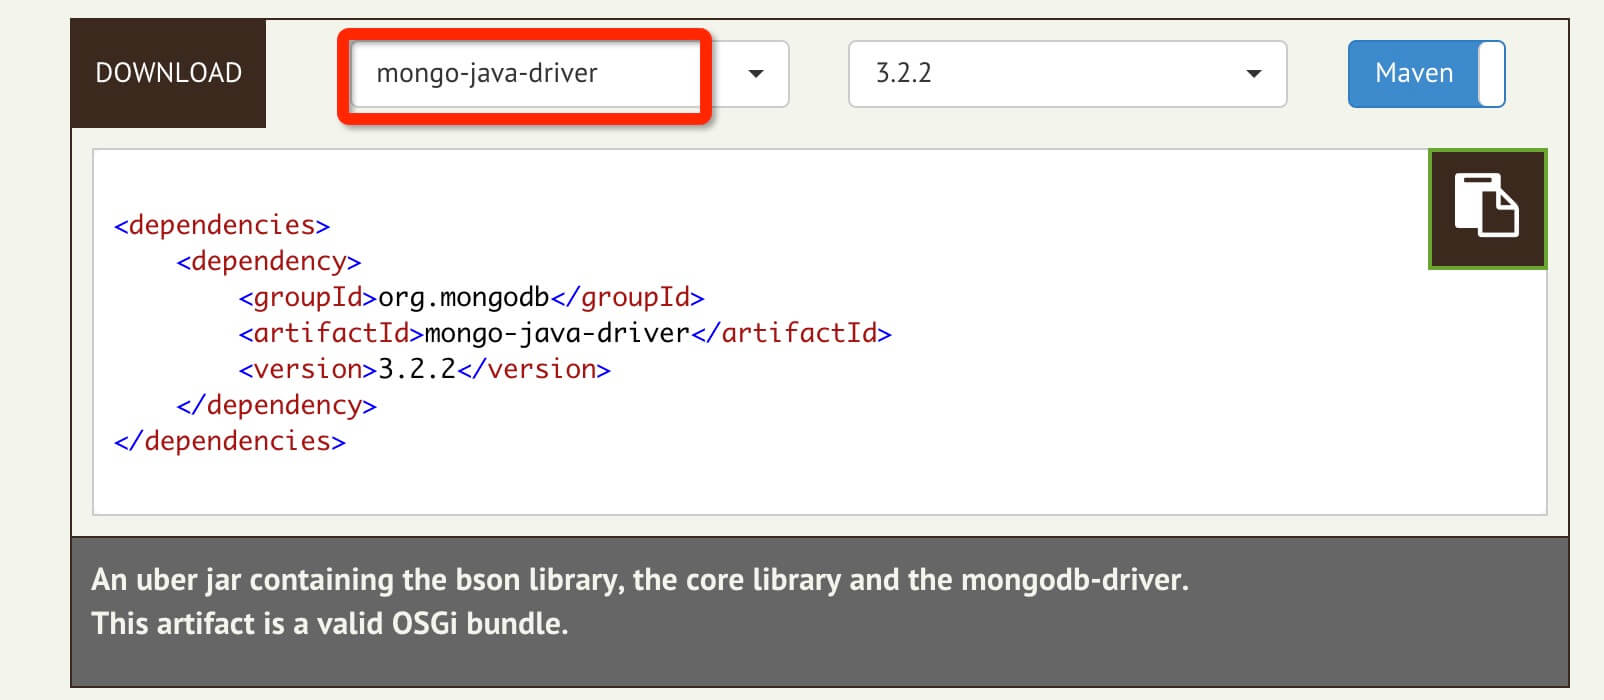 DOWNLOAD mongo-java-driver 3.2.2 Maven
<dependencies>
    <dependency>
        <groupId>org.mongodb</groupId>
        <artifactId>mongo-java-driver</artifactId>
        <version>3.2.2</version>
    </dependency>
</dependencies>
An uber jar containing the bson library, the core library and the mongodb-driver.
This artifact is a valid OSGi bundle.